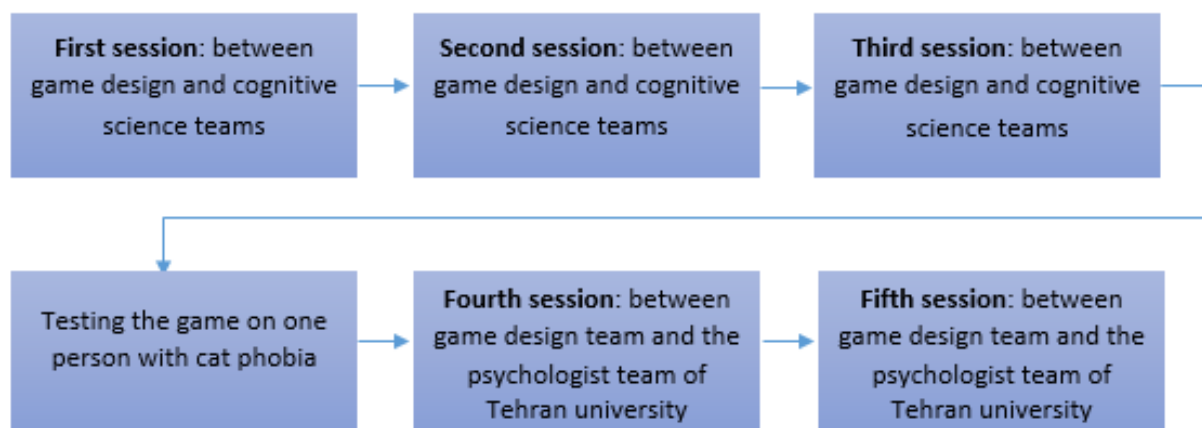 First session: between
game design and cognitive
science teams
Second session: between
game design and cognitive
science teams
Third session: between
game design and cognitive
science teams
Testing the game on one
person with cat phobia
Fourth session: between
game design team and the
psychologist team of
Tehran university
Fifth session: between
game design team and the
psychologist team of
Tehran university